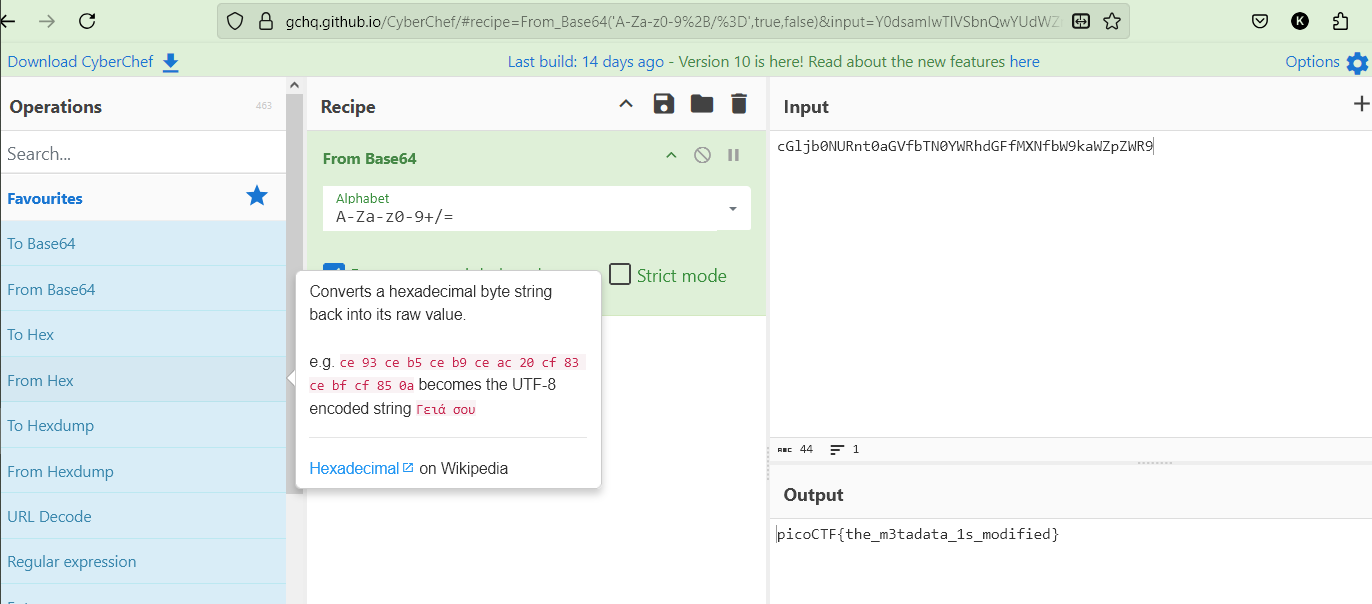 gchq.github.io/CyberChef/#recipe=From_Base64('A-Za-z0-9%2B/%3D',true,false)&input=Y0dsamIwTlVSbnQwYUdWZ
K
Download CyberChef
Last build: 14 days ago - Version 10 is here! Read about the new features here
Options
Operations
463
Search...
Favourites
To Base64
From Base64
To Hex
From Hex
To Hexdump
From Hexdump
URL Decode
Regular expression
Recipe
From Base64
Alphabet
A-Za-z0-9+/=
Strict mode
Converts a hexadecimal byte string
back into its raw value.
e.g. ce 93 ce b5 ce b9 ce ac 20 cf 83
ce bf cf 85 0a becomes the UTF-8
encoded string Γειά σου
Hexadecimal on Wikipedia
Input
cGljb0NURnt0aGVfbTN0YWRhdGFfMXNfbW9kaWZpZWR9
ABC 44 1
Output
picoCTF{the_m3tadata_1s_modified}